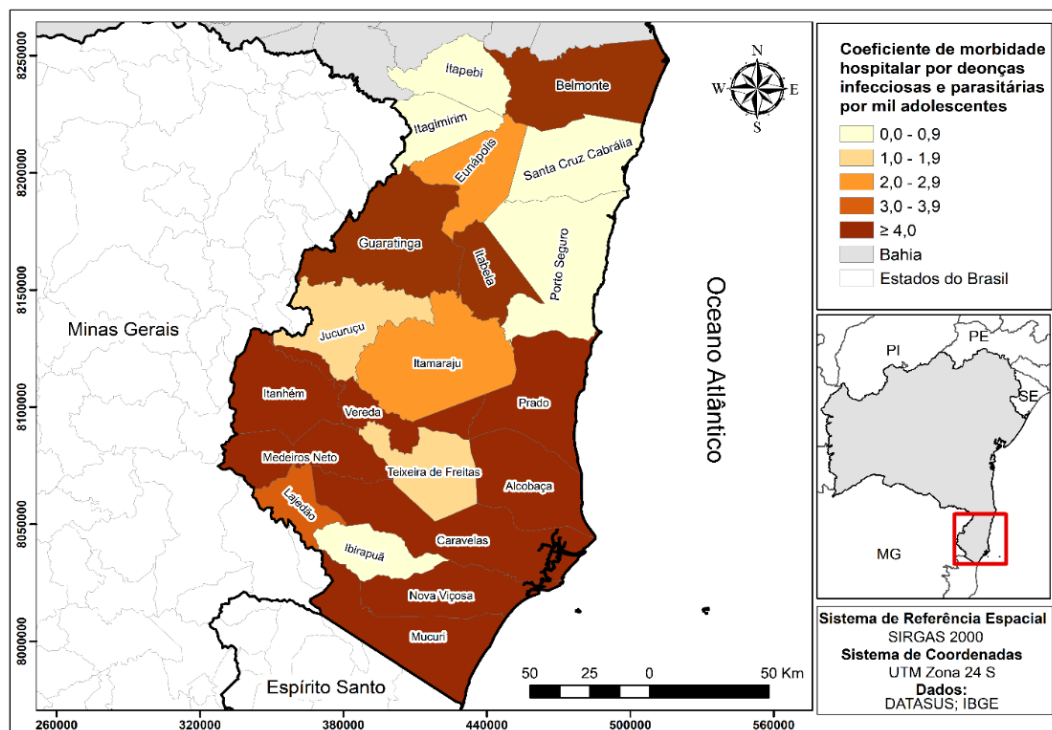 8250000
8200000
8150000
8100000
8050000
8000000
260000
320000
380000
440000
500000
560000
Itapebi
Belmonte
Itagimirim
Eunápolis
Santa Cruz Cabrália
Guaratinga
Itabela
Porto Seguro
Jucuruçu
Itamaraju
Itanhém
Vereda
Prado
Medeiros Neto
Teixeira de Freitas
Alcobaça
Lajedão
Ibirapuã
Caravelas
Nova Viçosa
Mucuri
Minas Gerais
Espírito Santo
Oceano Atlântico
N
W
E
S
50
25
0
50 Km
Coeficiente de morbidade
hospitalar por deonças
infecciosas e parasitárias
por mil adolescentes
0,0 - 0,9
1,0 - 1,9
2,0 - 2,9
3,0 - 3,9
≥ 4,0
Bahia
Estados do Brasil
PI
PE
SE
MG
Sistema de Referência Espacial
SIRGAS 2000
Sistema de Coordenadas
UTM Zona 24 S
Dados:
DATASUS; IBGE